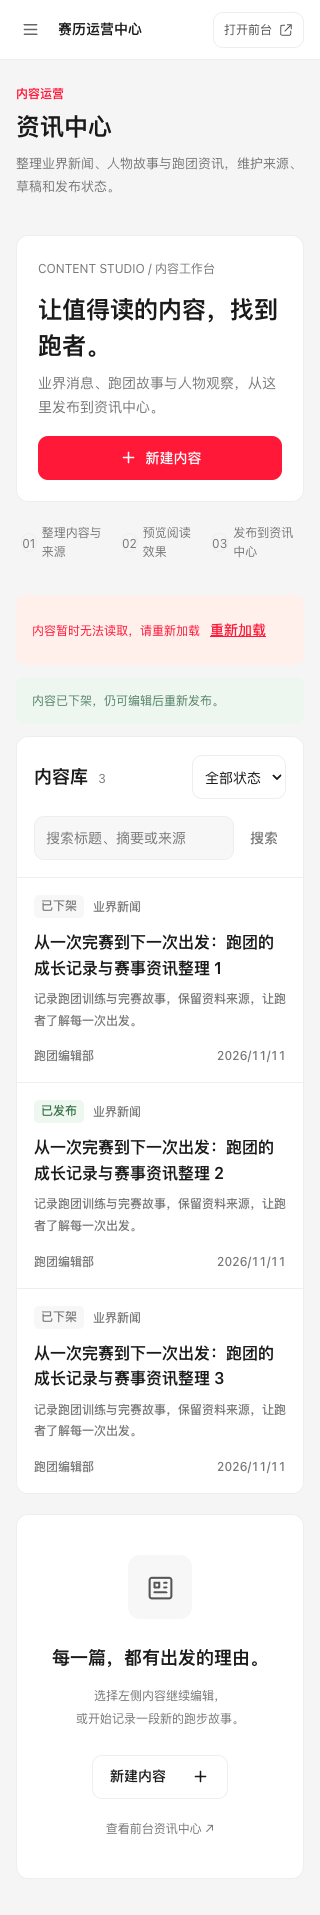 赛历运营中心
打开前台
内容运营
资讯中心
整理业界新闻、人物故事与跑团资讯，维护来源、
草稿和发布状态。
CONTENT STUDIO / 内容工作台
让值得读的内容，找到
跑者。
业界消息、跑团故事与人物观察，从这
里发布到资讯中心。
新建内容
01 整理内容与
来源
02 预览阅读
效果
03 发布到资讯
中心
内容暂时无法读取，请重新加载 重新加载
内容已下架，仍可编辑后重新发布。
内容库 3
全部状态
搜索标题、摘要或来源
搜索
已下架 业界新闻
从一次完赛到下一次出发：跑团的
成长记录与赛事资讯整理 1
记录跑团训练与完赛故事，保留资料来源，让跑
者了解每一次出发。
跑团编辑部 2026/11/11
已发布 业界新闻
从一次完赛到下一次出发：跑团的
成长记录与赛事资讯整理 2
记录跑团训练与完赛故事，保留资料来源，让跑
者了解每一次出发。
跑团编辑部 2026/11/11
已下架 业界新闻
从一次完赛到下一次出发：跑团的
成长记录与赛事资讯整理 3
记录跑团训练与完赛故事，保留资料来源，让跑
者了解每一次出发。
跑团编辑部 2026/11/11
每一篇，都有出发的理由。
选择左侧内容继续编辑，
或开始记录一段新的跑步故事。
新建内容
查看前台资讯中心 ↗